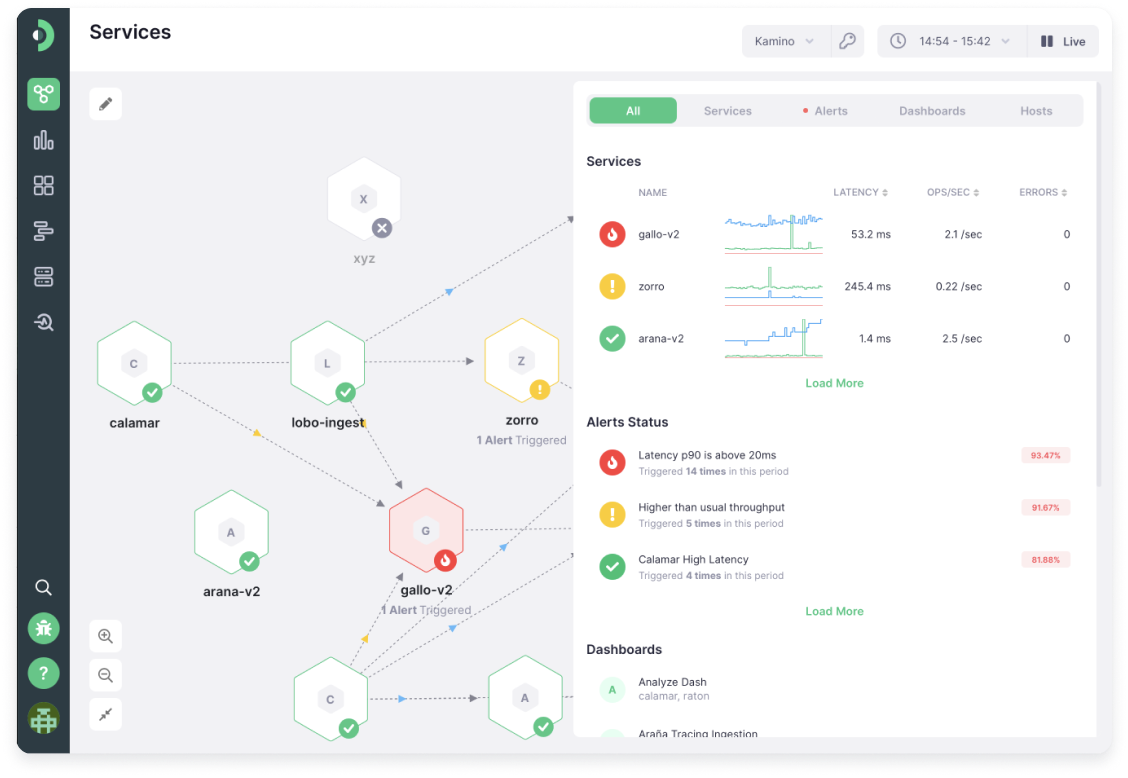 Services
Kamino
14:54 - 15:42
Live
X
xyz
C
calamar
L
lobo-ingest
Z
zorro
1 Alert Triggered
A
arana-v2
G
gallo-v2
1 Alert Triggered
C
A
?
All
Services
Alerts
Dashboards
Hosts
Services
NAME
LATENCY
OPS/SEC
ERRORS
gallo-v2
53.2 ms
2.1 /sec
0
zorro
245.4 ms
0.22 /sec
0
arana-v2
1.4 ms
2.5 /sec
0
Load More
Alerts Status
Latency p90 is above 20ms
Triggered 14 times in this period
93.47%
Higher than usual throughput
Triggered 5 times in this period
91.67%
Calamar High Latency
Triggered 4 times in this period
81.88%
Load More
Dashboards
A
Analyze Dash
calamar, raton
Araña Tracing Ingestion